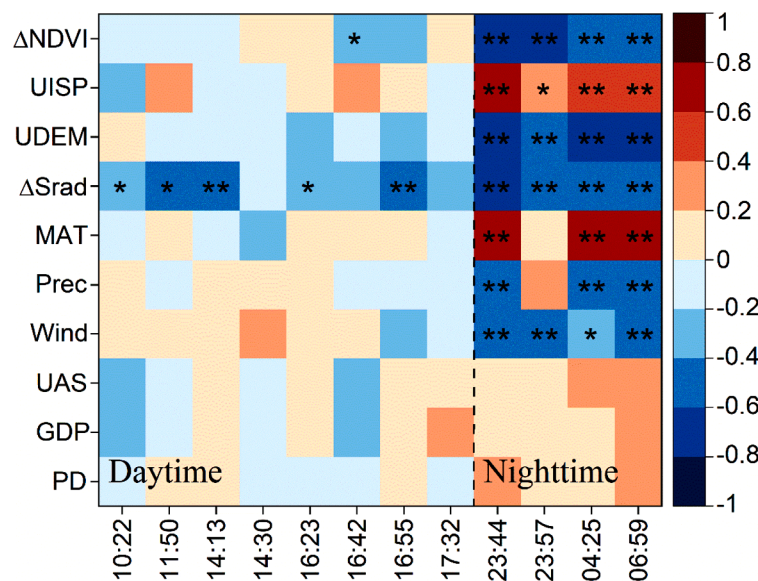 ΔNDVI * ** ** ** **
UISP ** * ** **
UDEM ** ** ** **
ΔSrad * * ** * ** ** ** ** **
MAT ** ** **
Prec ** ** **
Wind ** ** * **
UAS
GDP
PD
Daytime Nighttime
10:22 11:50 14:13 14:30 16:23 16:42 16:55 17:32 23:44 23:57 04:25 06:59
1
0.8
0.6
0.4
0.2
0
-0.2
-0.4
-0.6
-0.8
-1